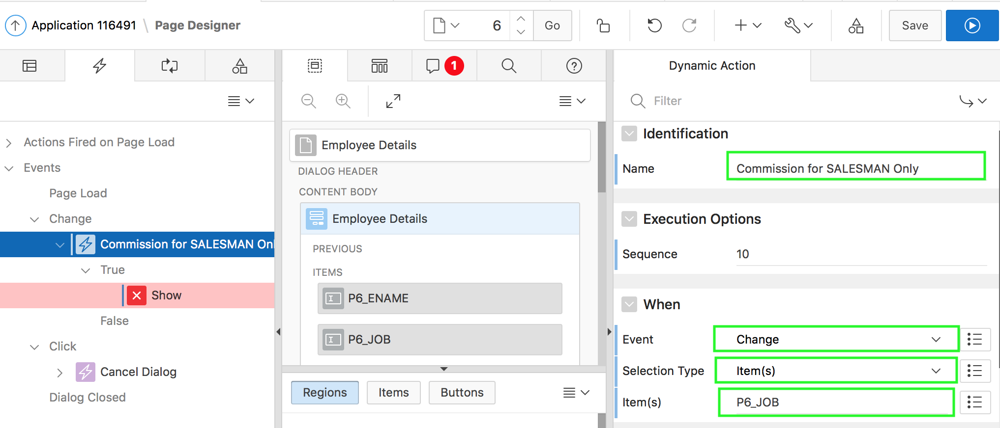 Application 116491 \ Page Designer
6
Go
Save
1
Dynamic Action
Filter
Actions Fired on Page Load
Events
Page Load
Change
Commission for SALESMAN Onl
True
Show
False
Click
Cancel Dialog
Dialog Closed
Employee Details
DIALOG HEADER
CONTENT BODY
Employee Details
PREVIOUS
ITEMS
P6_ENAME
P6_JOB
Regions
Items
Buttons
Identification
Name Commission for SALESMAN Only
Execution Options
Sequence 10
When
Event Change
Selection Type Item(s)
Item(s) P6_JOB